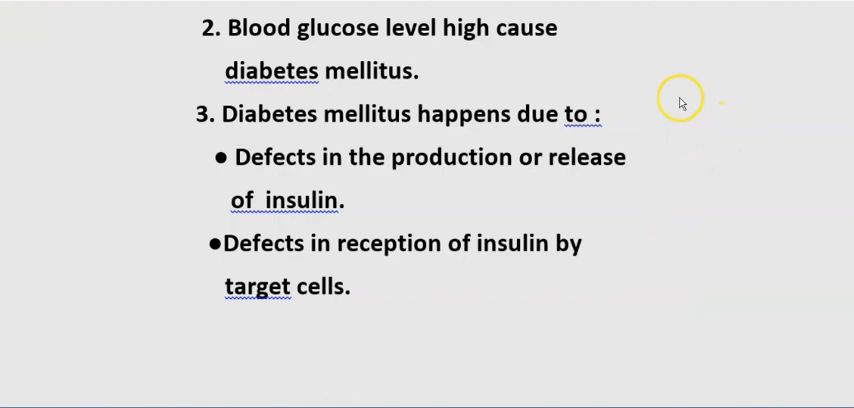 2. Blood glucose level high cause
diabetes mellitus.
3. Diabetes mellitus happens due to :
● Defects in the production or release
of insulin.
●Defects in reception of insulin by
target cells.